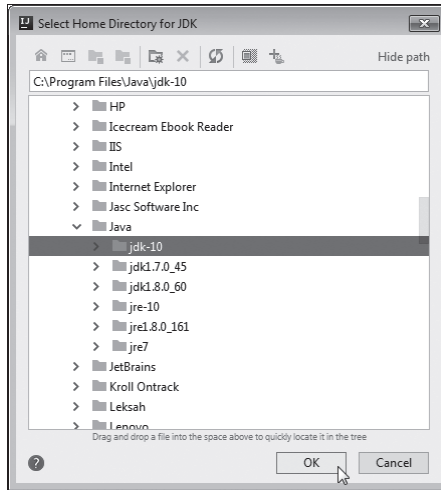 Select Home Directory for JDK
Hide path
C:\Program Files\Java\jdk-10
HP
Icecream Ebook Reader
IIS
Intel
Internet Explorer
Jasc Software Inc
Java
jdk-10
jdk1.7.0_45
jdk1.8.0_60
jre-10
jre1.8.0_161
jre7
JetBrains
Kroll Ontrack
Leksah
Lenovo
Drag and drop a file into the space above to quickly locate it in the tree
? OK Cancel